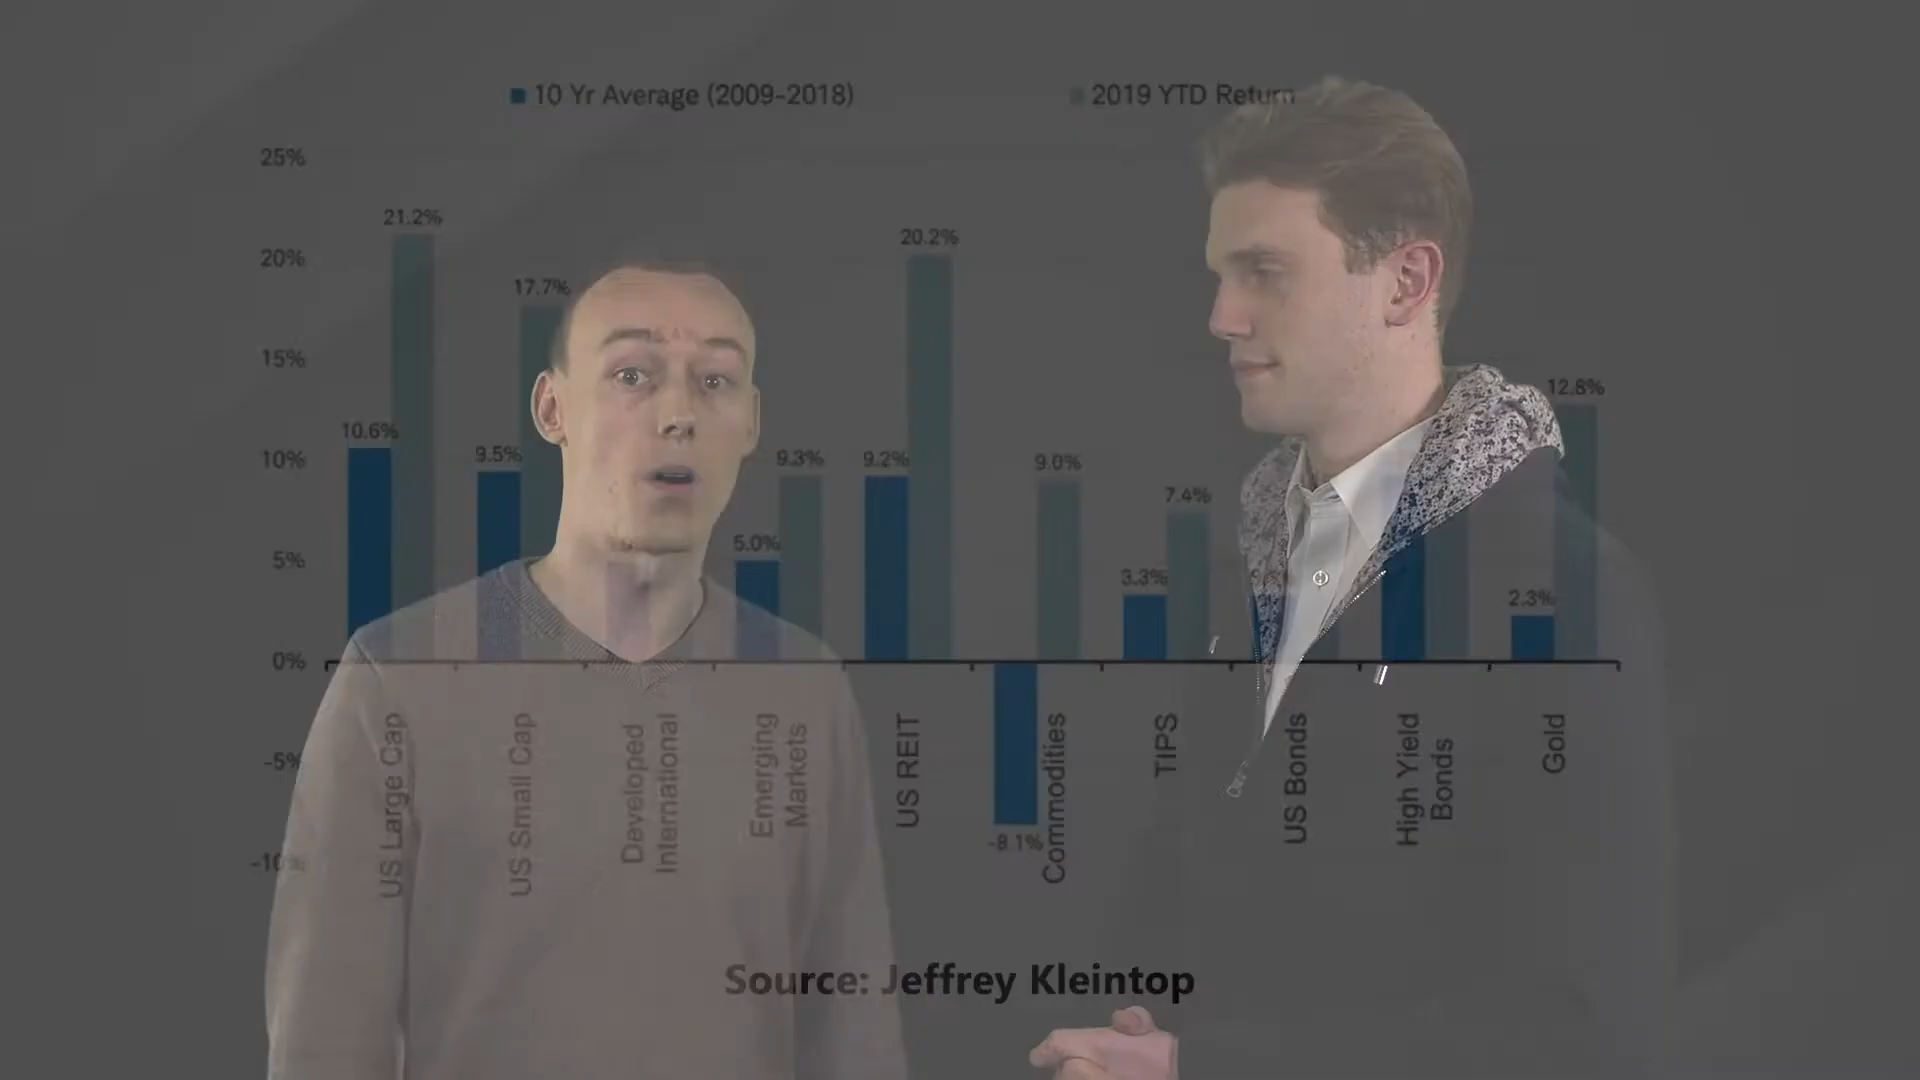 10 Yr Average (2009-2018)
2019 YTD Return
25%
20%
15%
10%
5%
0%
-5%
-10%
21.2%
20.2%
17.7%
12.8%
10.6%
9.5%
9.3%
9.2%
9.0%
7.4%
5.0%
3.3%
2.3%
-8.1%
US Large Cap
US Small Cap
Developed
International
Emerging
Markets
US REIT
Commodities
TIPS
US Bonds
High Yield
Bonds
Gold
Source: Jeffrey Kleintop